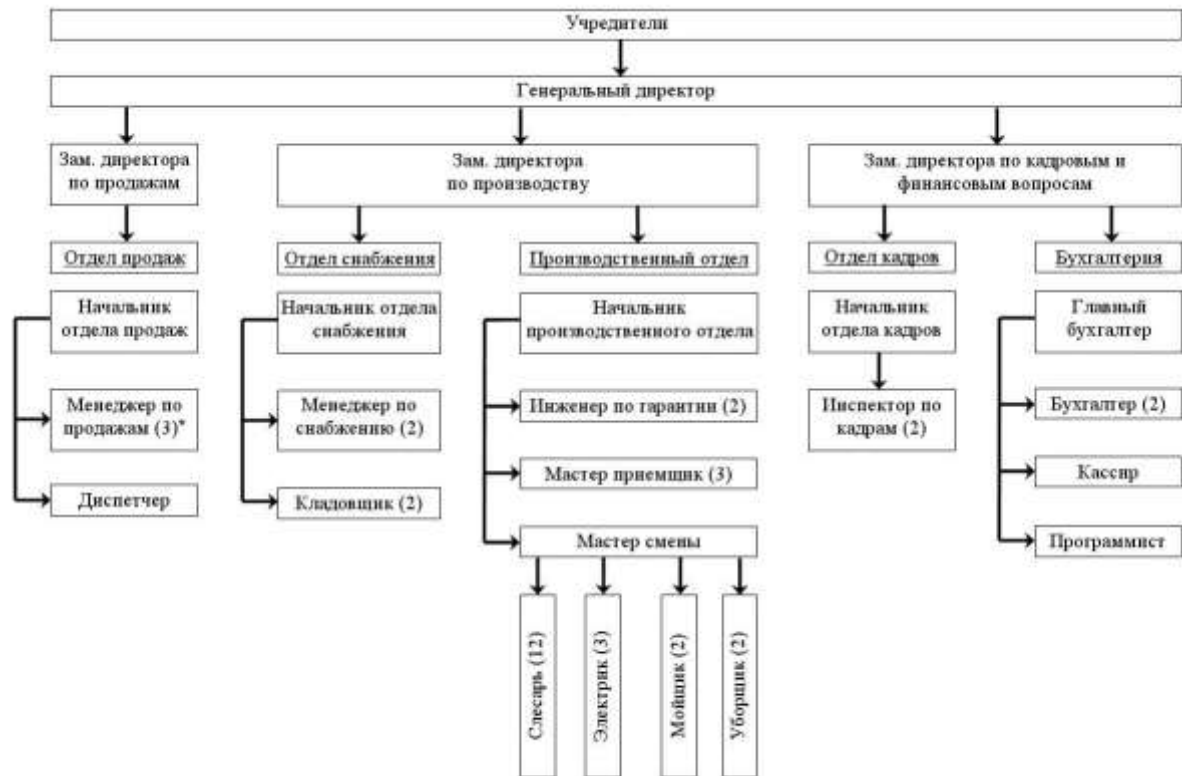 Учредители
Генеральный директор
Зам. директора
по продажам
Зам. директора
по производству
Зам. директора по кадровым и
финансовым вопросам
Отдел продаж
Отдел снабжения
Производственный отдел
Отдел кадров
Бухгалтерия
Начальник
отдела продаж
Начальник отдела
снабжения
Начальник
производственного отдела
Начальник
отдела кадров
Главный
бухгалтер
Менеджер по
продажам (3)*
Менеджер по
снабжению (2)
Инженер по гарантии (2)
Инспектор по
кадрам (2)
Бухгалтер (2)
Диспетчер
Кладовщик (2)
Мастер приемщик (3)
Кассир
Мастер смены
Программист
Слесарь (12)
Электрик (3)
Мойщик (2)
Уборщик (2)